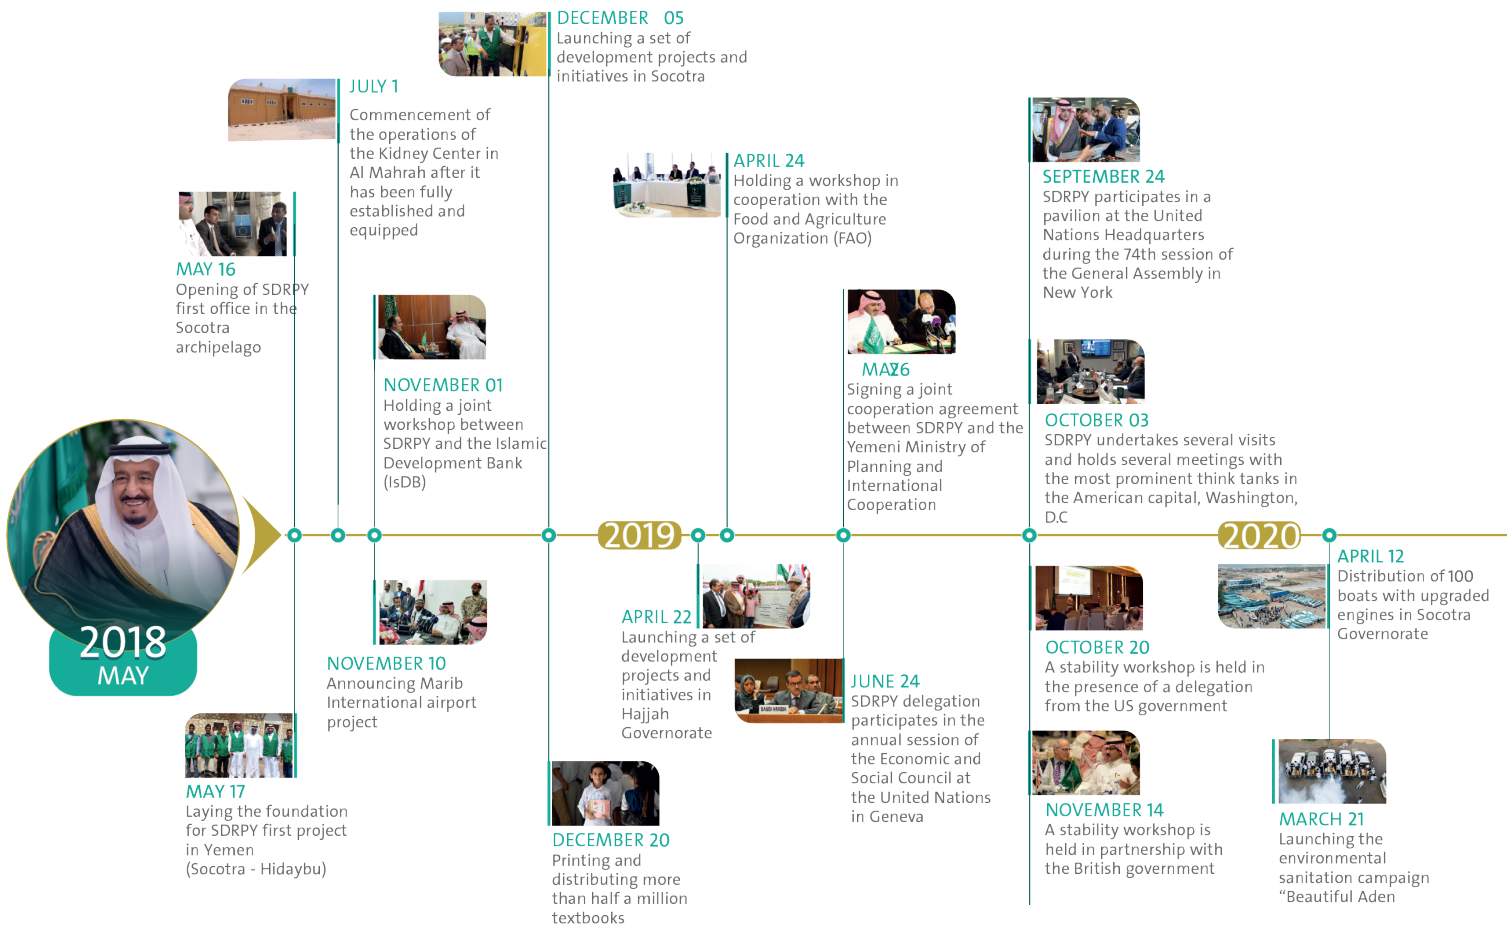 DECEMBER 05
Launching a set of
development projects and
initiatives in Socotra
JULY 1
Commencement of
the operations of
the Kidney Center in
Al Mahrah after it
has been fully
established and
equipped
MAY 16
Opening of SDRPY
first office in the
Socotra
archipelago
NOVEMBER 01
Holding a joint
workshop between
SDRPY and the Islamic
Development Bank
(IsDB)
APRIL 24
Holding a workshop in
cooperation with the
Food and Agriculture
Organization (FAO)
MAY 26
Signing a joint
cooperation agreement
between SDRPY and the
Yemeni Ministry of
Planning and
International
Cooperation
SEPTEMBER 24
SDRPY participates in a
pavilion at the United
Nations Headquarters
during the 74th session of
the General Assembly in
New York
OCTOBER 03
SDRPY undertakes several visits
and holds several meetings with
the most prominent think tanks in
the American capital, Washington,
D.C
2018
MAY
2019
2020
MAY 17
Laying the foundation
for SDRPY first project
in Yemen
(Socotra - Hidaybu)
NOVEMBER 10
Announcing Marib
International airport
project
DECEMBER 20
Printing and
distributing more
than half a million
textbooks
APRIL 22
Launching a set of
development
projects and
initiatives in
Hajjah
Governorate
SAUDI ARABIA
JUNE 24
SDRPY delegation
participates in the
annual session of
the Economic and
Social Council at
the United Nations
in Geneva
OCTOBER 20
A stability workshop is held in
the presence of a delegation
from the US government
NOVEMBER 14
A stability workshop is
held in partnership with
the British government
APRIL 12
Distribution of 100
boats with upgraded
engines in Socotra
Governorate
MARCH 21
Launching the
environmental
sanitation campaign
“Beautiful Aden